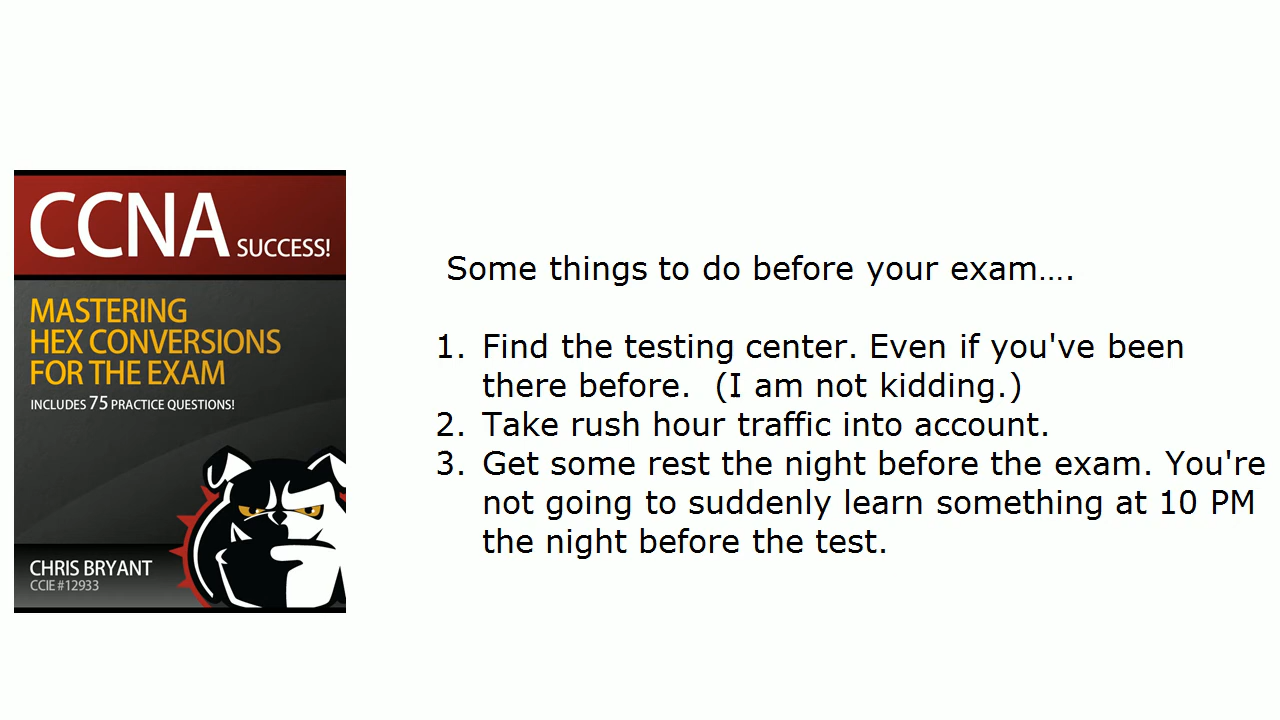 CCNA SUCCESS!
MASTERING
HEX CONVERSIONS
FOR THE EXAM
INCLUDES 75 PRACTICE QUESTIONS!
CHRIS BRYANT
CCIE #12933
Some things to do before your exam....
1. Find the testing center. Even if you've been
there before.  (I am not kidding.)
2. Take rush hour traffic into account.
3. Get some rest the night before the exam. You're
not going to suddenly learn something at 10 PM
the night before the test.